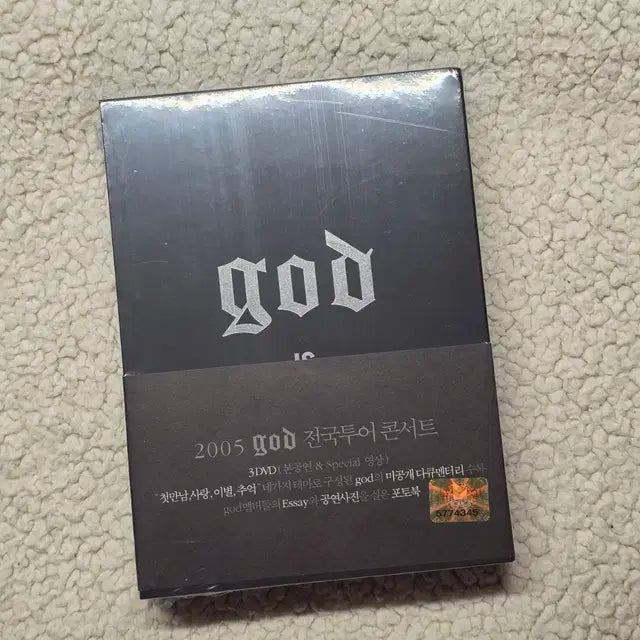 god
IS
2005 god 전국투어 콘서트
3DVD ( 본공연 & Special 영상 )
"첫만남, 사랑, 이별, 추억" 네가지 테마로 구성된 god의 미공개 다큐멘터리 수록
god멤버들의 Essay와 공연사진을 실은 포토북
5774345